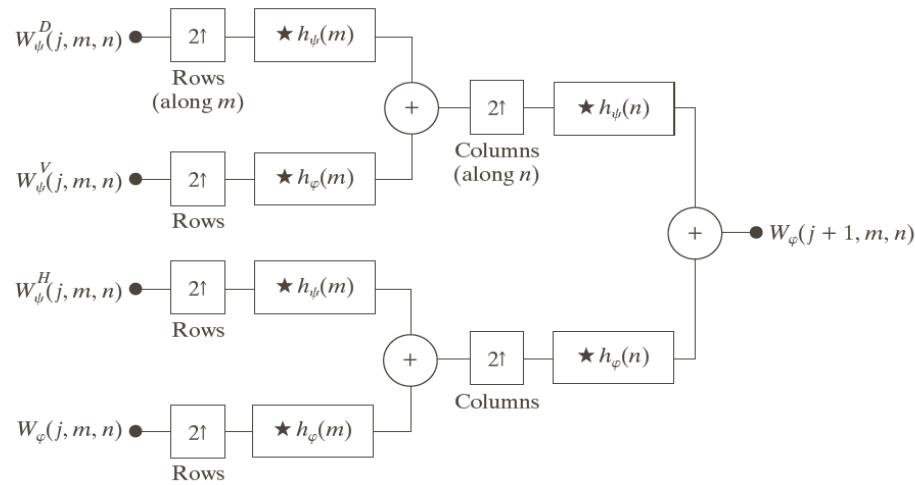 W_ψ^D(j, m, n)
2↑
★ h_ψ(m)
Rows
(along m)
+
2↑
★ h_ψ(n)
Columns
(along n)
W_ψ^V(j, m, n)
2↑
★ h_φ(m)
Rows
+
W_φ(j + 1, m, n)
W_ψ^H(j, m, n)
2↑
★ h_ψ(m)
Rows
+
2↑
★ h_φ(n)
Columns
W_φ(j, m, n)
2↑
★ h_φ(m)
Rows